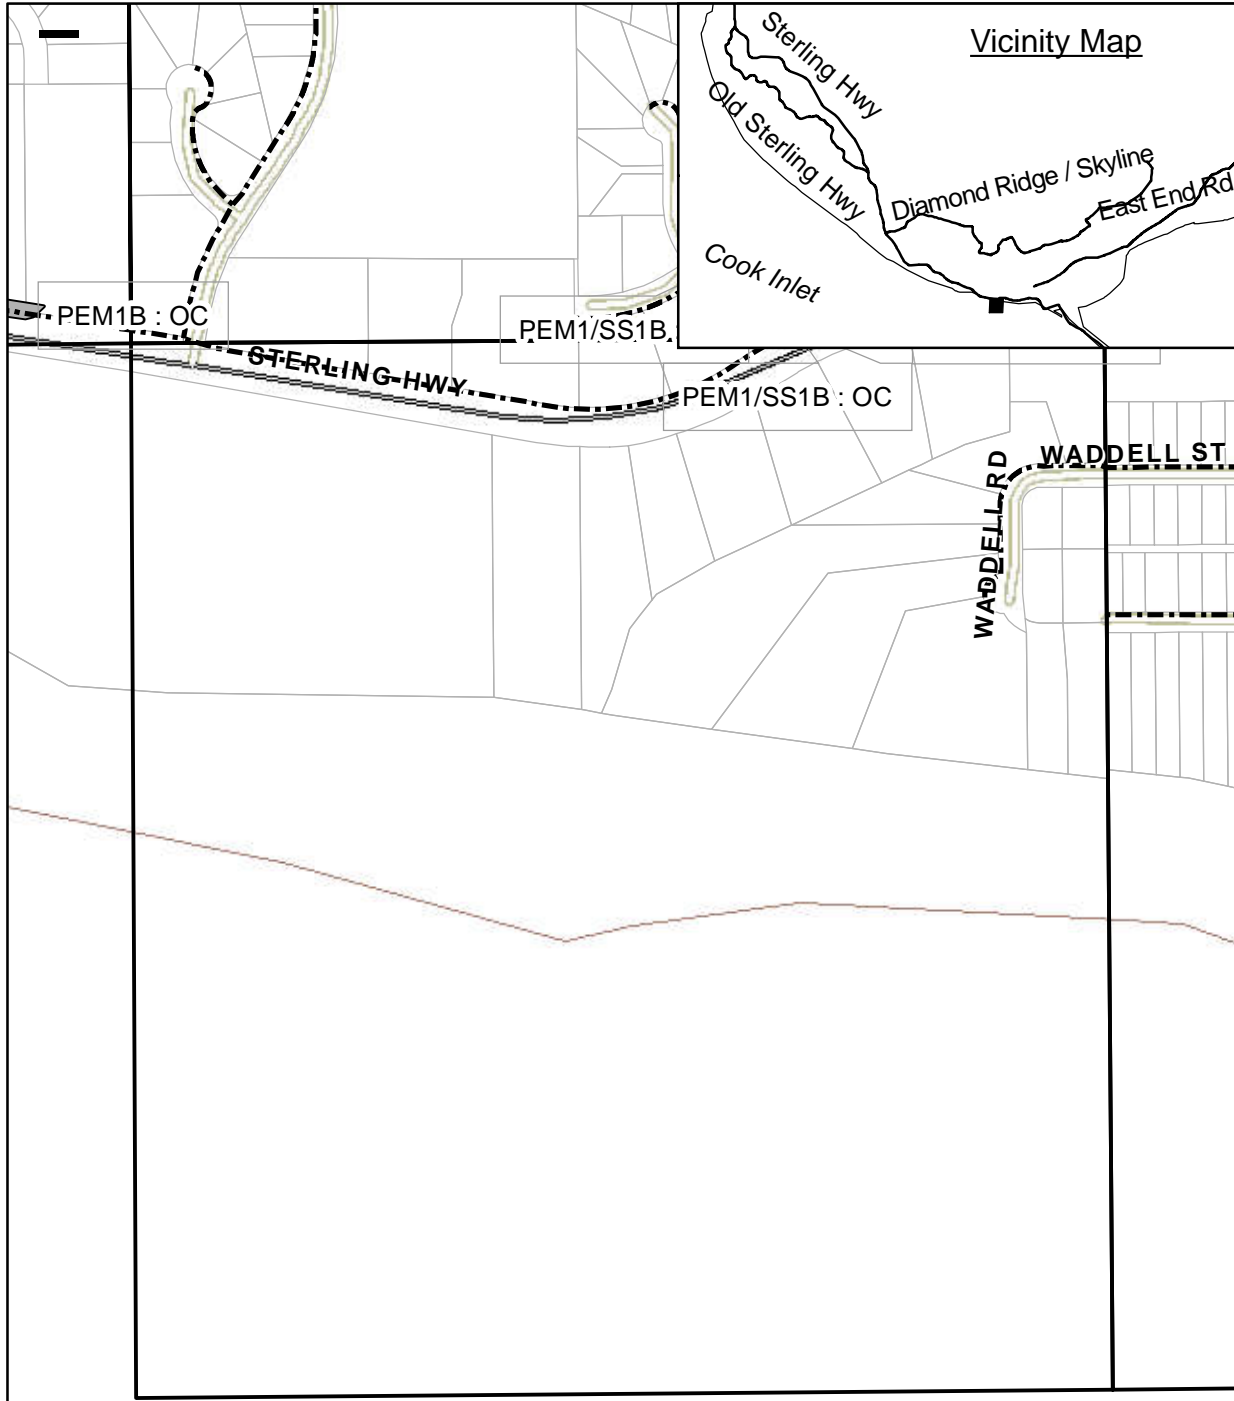 Vicinity Map
Sterling Hwy
Old Sterling Hwy
Diamond Ridge / Skyline
East End Rd
Cook Inlet
PEM1B : OC
PEM1/SS1B
STERLING HWY
PEM1/SS1B : OC
WADDELL ST
WADDELL RD